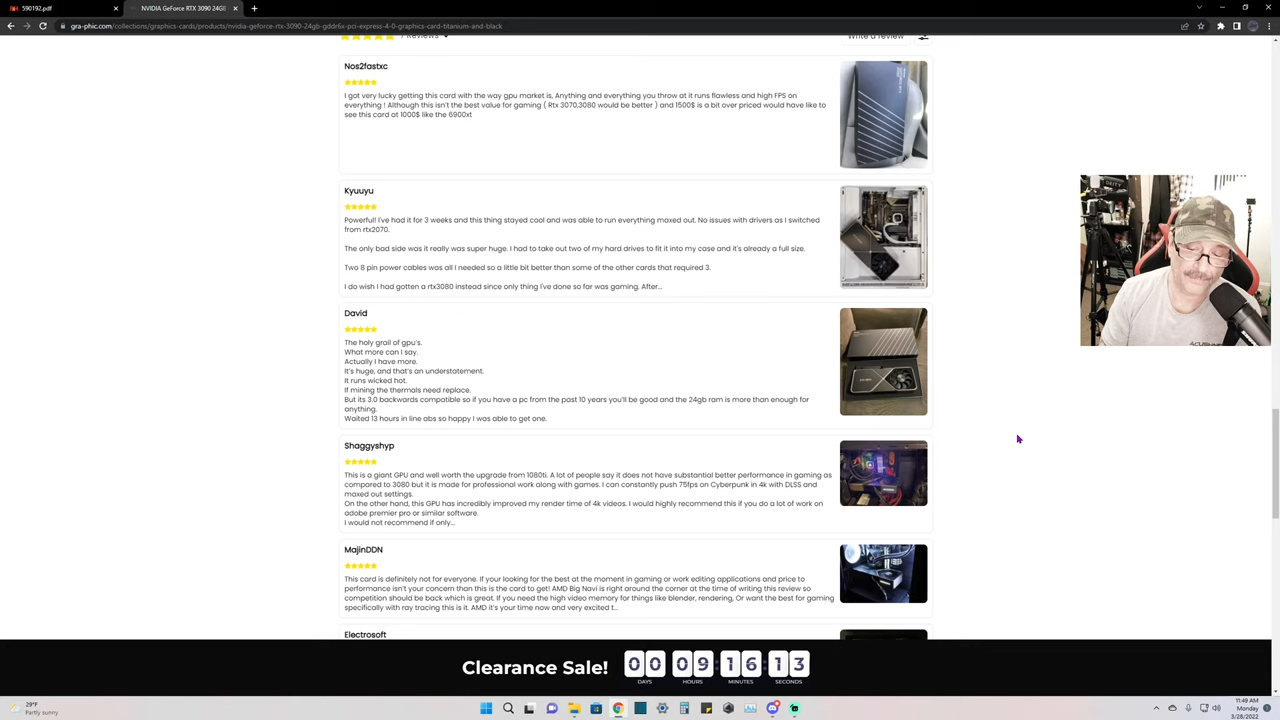 590192.pdf
NVIDIA GeForce RTX 3090 24GB
gra-phic.com/collections/graphics-cards/products/nvidia-geforce-rtx-3090-24gb-gddr6x-pci-express-4-0-graphics-card-titanium-and-black
7 Reviews
Write a review
Nos2fastxc
I got very lucky getting this card with the way gpu market is, Anything and everything you throw at it runs flawless and high FPS on
everything ! Although this isn't the best value for gaming ( Rtx 3070,3080 would be better ) and 1500$ is a bit over priced would have like to
see this card at 1000$ like the 6900xt
Kyuuyu
Powerful! I've had it for 3 weeks and this thing stayed cool and was able to run everything maxed out. No issues with drivers as I switched
from rtx2070.
The only bad side was it really was super huge. I had to take out two of my hard drives to fit it into my case and it's already a full size.
Two 8 pin power cables was all I needed so a little bit better than some of the other cards that required 3.
I do wish I had gotten a rtx3080 instead since only thing I've done so far was gaming. After...
David
The holy grail of gpu's.
What more can I say.
Actually I have more.
It's huge, and that's an understatement.
It runs wicked hot.
If mining the thermals need replace.
But its 3.0 backwards compatible so if you have a pc from the past 10 years you'll be good and the 24gb ram is more than enough for
anything.
Waited 13 hours in line abs so happy I was able to get one.
Shaggyshyp
This is a giant GPU and well worth the upgrade from 1080ti. A lot of people say it does not have substantial better performance in gaming as
compared to 3080 but it is made for professional work along with games. I can constantly push 75fps on Cyberpunk in 4k with DLSS and
maxed out settings.
On the other hand, this GPU has incredibly improved my render time of 4k videos. I would highly recommend this if you do a lot of work on
adobe premier pro or similar software.
I would not recommend if only...
MajinDDN
This card is definitely not for everyone. If your looking for the best at the moment in gaming or work editing applications and price to
performance isn't your concern than this is the card to get! AMD Big Navi is right around the corner at the time of writing this review so
competition should be back which is great. If you need the high video memory for things like blender, rendering, Or want the best for gaming
specifically with ray tracing this is it. AMD it's your time now and very excited t...
Electrosoft
Clearance Sale! 00 09 : 16 : 13
DAYS HOURS MINUTES SECONDS
DEITY
29°F
Partly sunny
11:49 AM
Monday
3/28/2022